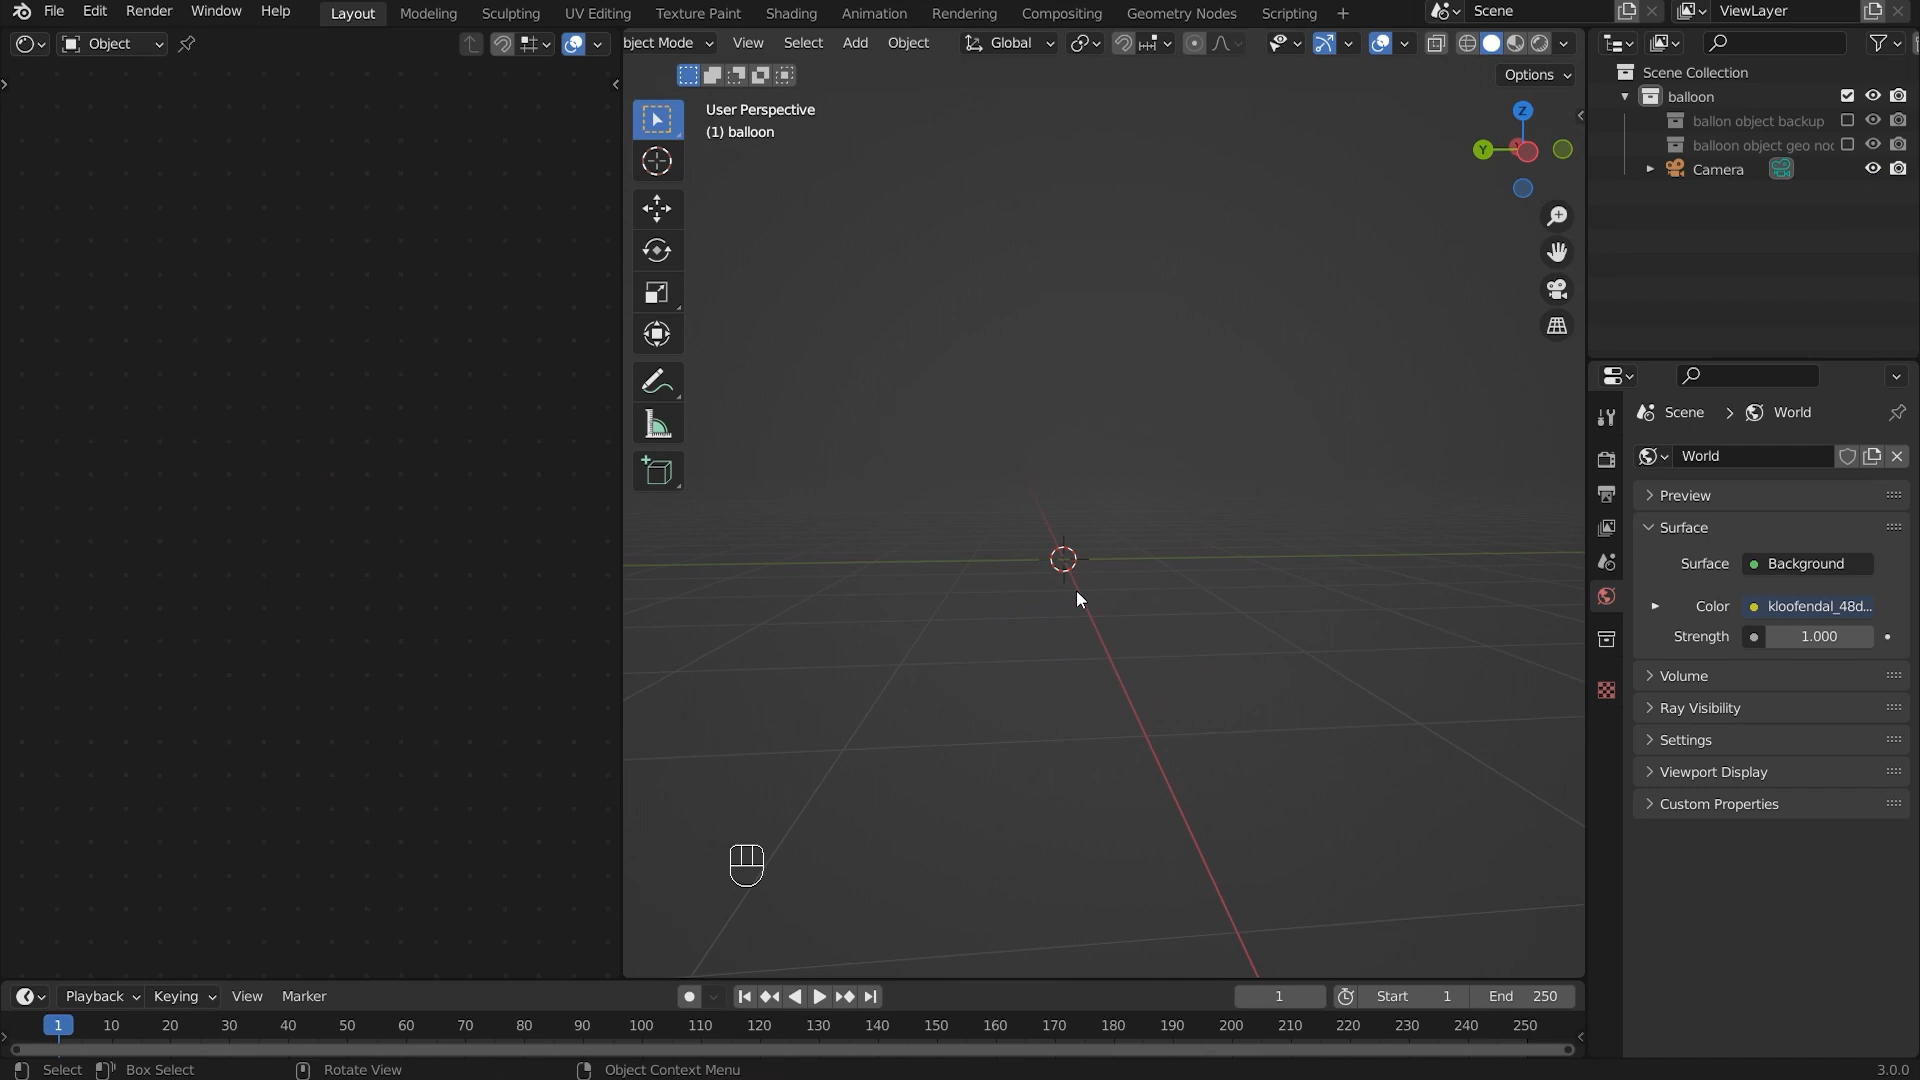 File Edit Render Window Help Layout Modeling Sculpting UV Editing Texture Paint Shading Animation Rendering Compositing Geometry Nodes Scripting + Scene ViewLayer
Object bject Mode View Select Add Object Global
Options
User Perspective
(1) balloon
Z
Y
Scene Collection
balloon
ballon object backup
balloon object geo noc
Camera
Scene > World
World
Preview
Surface
Surface Background
Color kloofendal_48d...
Strength 1.000
Volume
Ray Visibility
Settings
Viewport Display
Custom Properties
Playback Keying View Marker 1 Start 1 End 250
1 10 20 30 40 50 60 70 80 90 100 110 120 130 140 150 160 170 180 190 200 210 220 230 240 250
Select Box Select Rotate View Object Context Menu 3.0.0